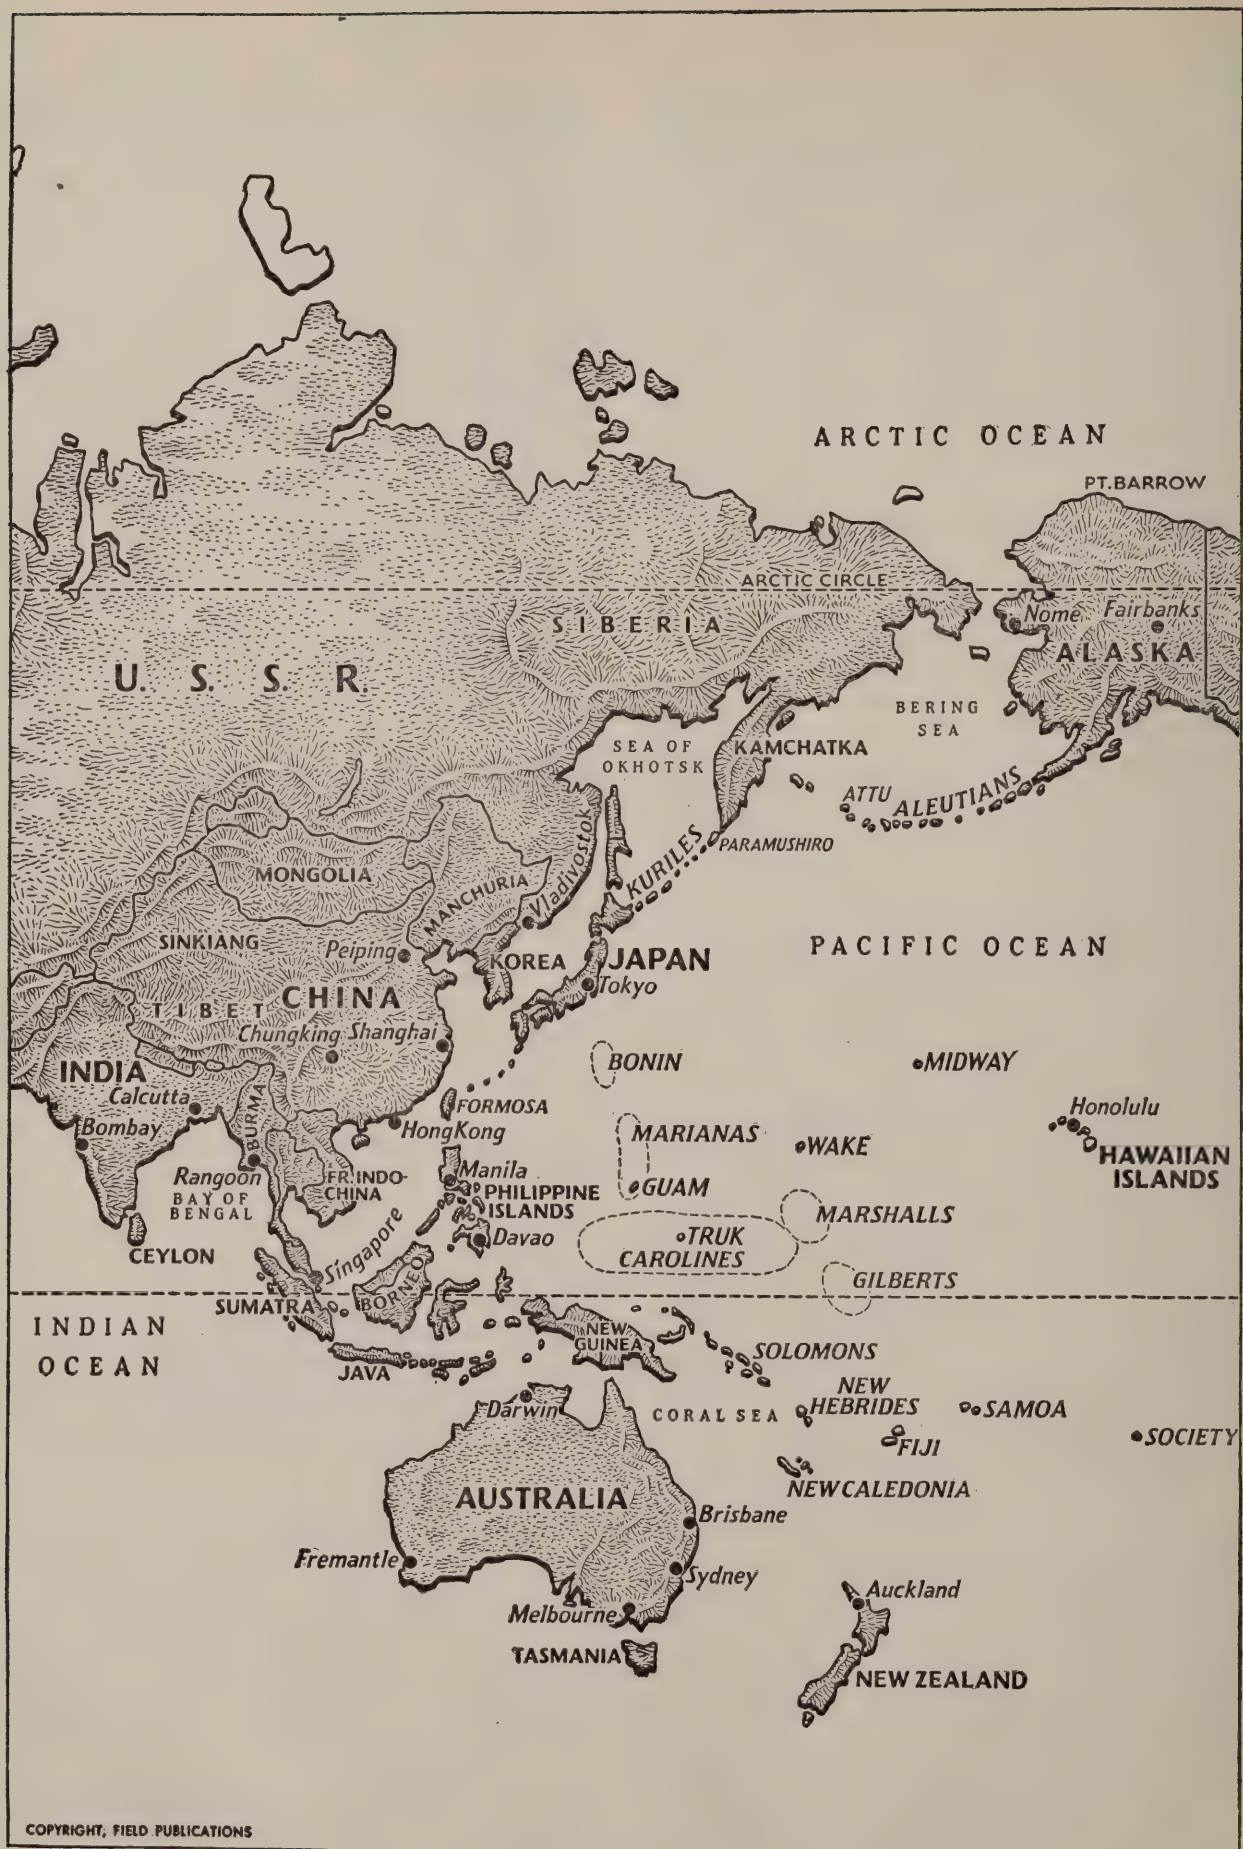 ARCTIC OCEAN
PT. BARROW
ARCTIC CIRCLE
SIBERIA
Nome
Fairbanks
ALASKA
U. S. S. R.
BERING
SEA
SEA OF
OKHOTSK
KAMCHATKA
ATTU
ALEUTIANS
PARAMUSHIRO
KURILES
Vladivostok
MONGOLIA
MANCHURIA
SINKIANG
Peiping
KOREA
JAPAN
Tokyo
PACIFIC OCEAN
TIBET
CHINA
Chungking
Shanghai
INDIA
Calcutta
Bombay
BURMA
Rangoon
BAY OF
BENGAL
CEYLON
FORMOSA
HongKong
FR. INDO-
CHINA
Manila
PHILIPPINE
ISLANDS
Davao
Singapore
BONIN
MIDWAY
MARIANAS
WAKE
GUAM
Honolulu
HAWAIIAN
ISLANDS
MARSHALLS
TRUK
CAROLINES
GILBERTS
SUMATRA
BORNEO
INDIAN
OCEAN
JAVA
NEW
GUINEA
SOLOMONS
NEW
HEBRIDES
SAMOA
FIJI
SOCIETY
CORAL SEA
NEW CALEDONIA
Darwin
AUSTRALIA
Brisbane
Fremantle
Sydney
Melbourne
TASMANIA
Auckland
NEW ZEALAND
COPYRIGHT, FIELD PUBLICATIONS